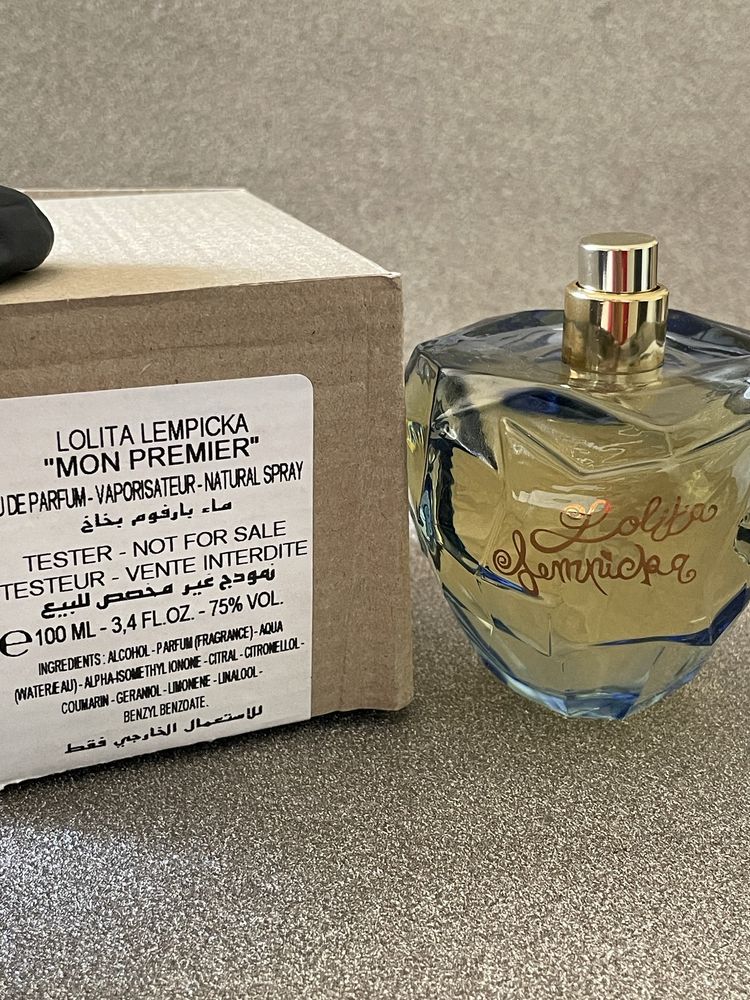 LOLITA LEMPICKA
"MON PREMIER"
U DE PARFUM - VAPORISATEUR - NATURAL SPRAY
ماء بارفوم بخاخ
TESTER - NOT FOR SALE
TESTEUR - VENTE INTERDITE
نموذج غير مخصص للبيع
℮ 100 ML - 3,4 FL.OZ. - 75% VOL.
INGREDIENTS : ALCOHOL - PARFUM (FRAGRANCE) - AQUA
(WATER/EAU) - ALPHA-ISOMETHYL IONONE - CITRAL - CITRONELLOL -
COUMARIN - GERANIOL - LIMONENE - LINALOOL -
BENZYL BENZOATE.
للاستعمال الخارجي فقط
Lolita
Lempicka